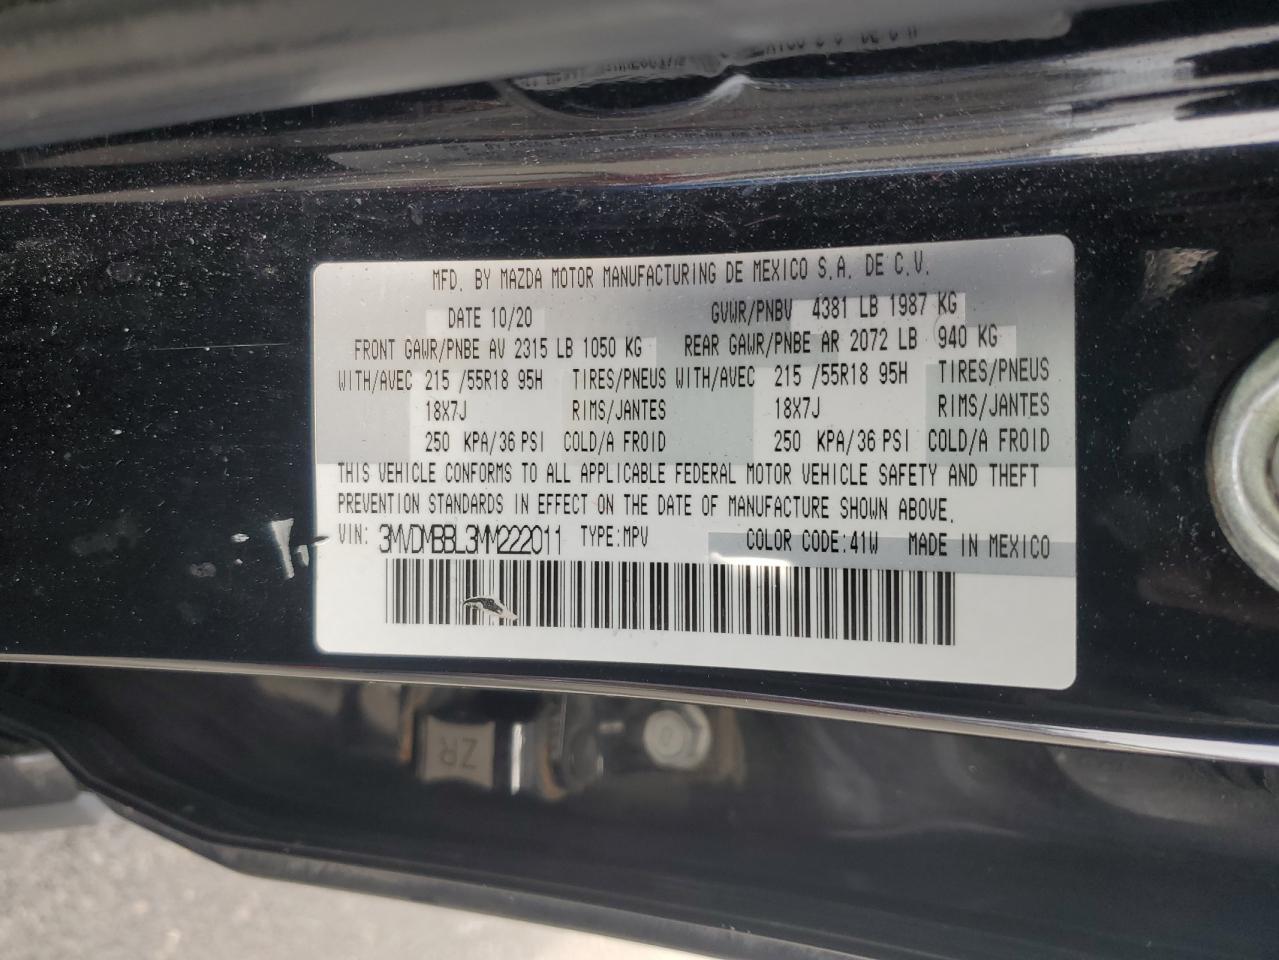 MFD. BY MAZDA MOTOR MANUFACTURING DE MEXICO S.A. DE C.V.
DATE 10/20 GVWR/PNBV 4381 LB 1987 KG
FRONT GAWR/PNBE AV 2315 LB 1050 KG REAR GAWR/PNBE AR 2072 LB 940 KG
WITH/AVEC 215 /55R18 95H TIRES/PNEUS WITH/AVEC 215 /55R18 95H TIRES/PNEUS
18X7J RIMS/JANTES 18X7J RIMS/JANTES
250 KPA/36 PSI COLD/A FROID 250 KPA/36 PSI COLD/A FROID
THIS VEHICLE CONFORMS TO ALL APPLICABLE FEDERAL MOTOR VEHICLE SAFETY AND THEFT
PREVENTION STANDARDS IN EFFECT ON THE DATE OF MANUFACTURE SHOWN ABOVE.
VIN: 3MVDMBBL3MM222011 TYPE:MPV COLOR CODE:41W MADE IN MEXICO
ZR